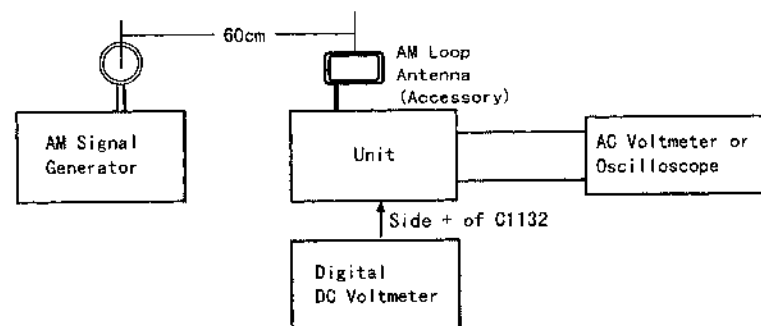 60cm
AM Loop
Antenna
(Accessory)
AM Signal
Generator
Unit
AC Voltmeter or
Oscilloscope
Side + of C1132
Digital
DC Voltmeter